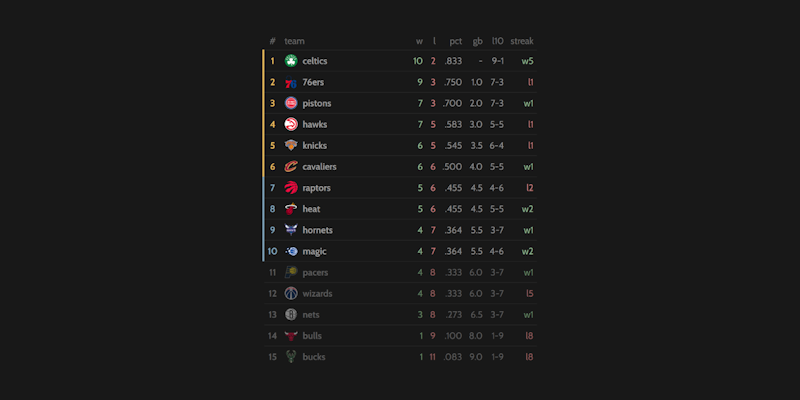 # team w l pct gb l10 streak
1 celtics 10 2 .833 - 9-1 w5
2 76ers 9 3 .750 1.0 7-3 l1
3 pistons 7 3 .700 2.0 7-3 w1
4 hawks 7 5 .583 3.0 5-5 l1
5 knicks 6 5 .545 3.5 6-4 l1
6 cavaliers 6 6 .500 4.0 5-5 w1
7 raptors 5 6 .455 4.5 4-6 l2
8 heat 5 6 .455 4.5 5-5 w2
9 hornets 4 7 .364 5.5 3-7 w1
10 magic 4 7 .364 5.5 4-6 w2
11 pacers 4 8 .333 6.0 3-7 w1
12 wizards 4 8 .333 6.0 3-7 l5
13 nets 3 8 .273 6.5 3-7 w1
14 bulls 1 9 .100 8.0 1-9 l8
15 bucks 1 11 .083 9.0 1-9 l8